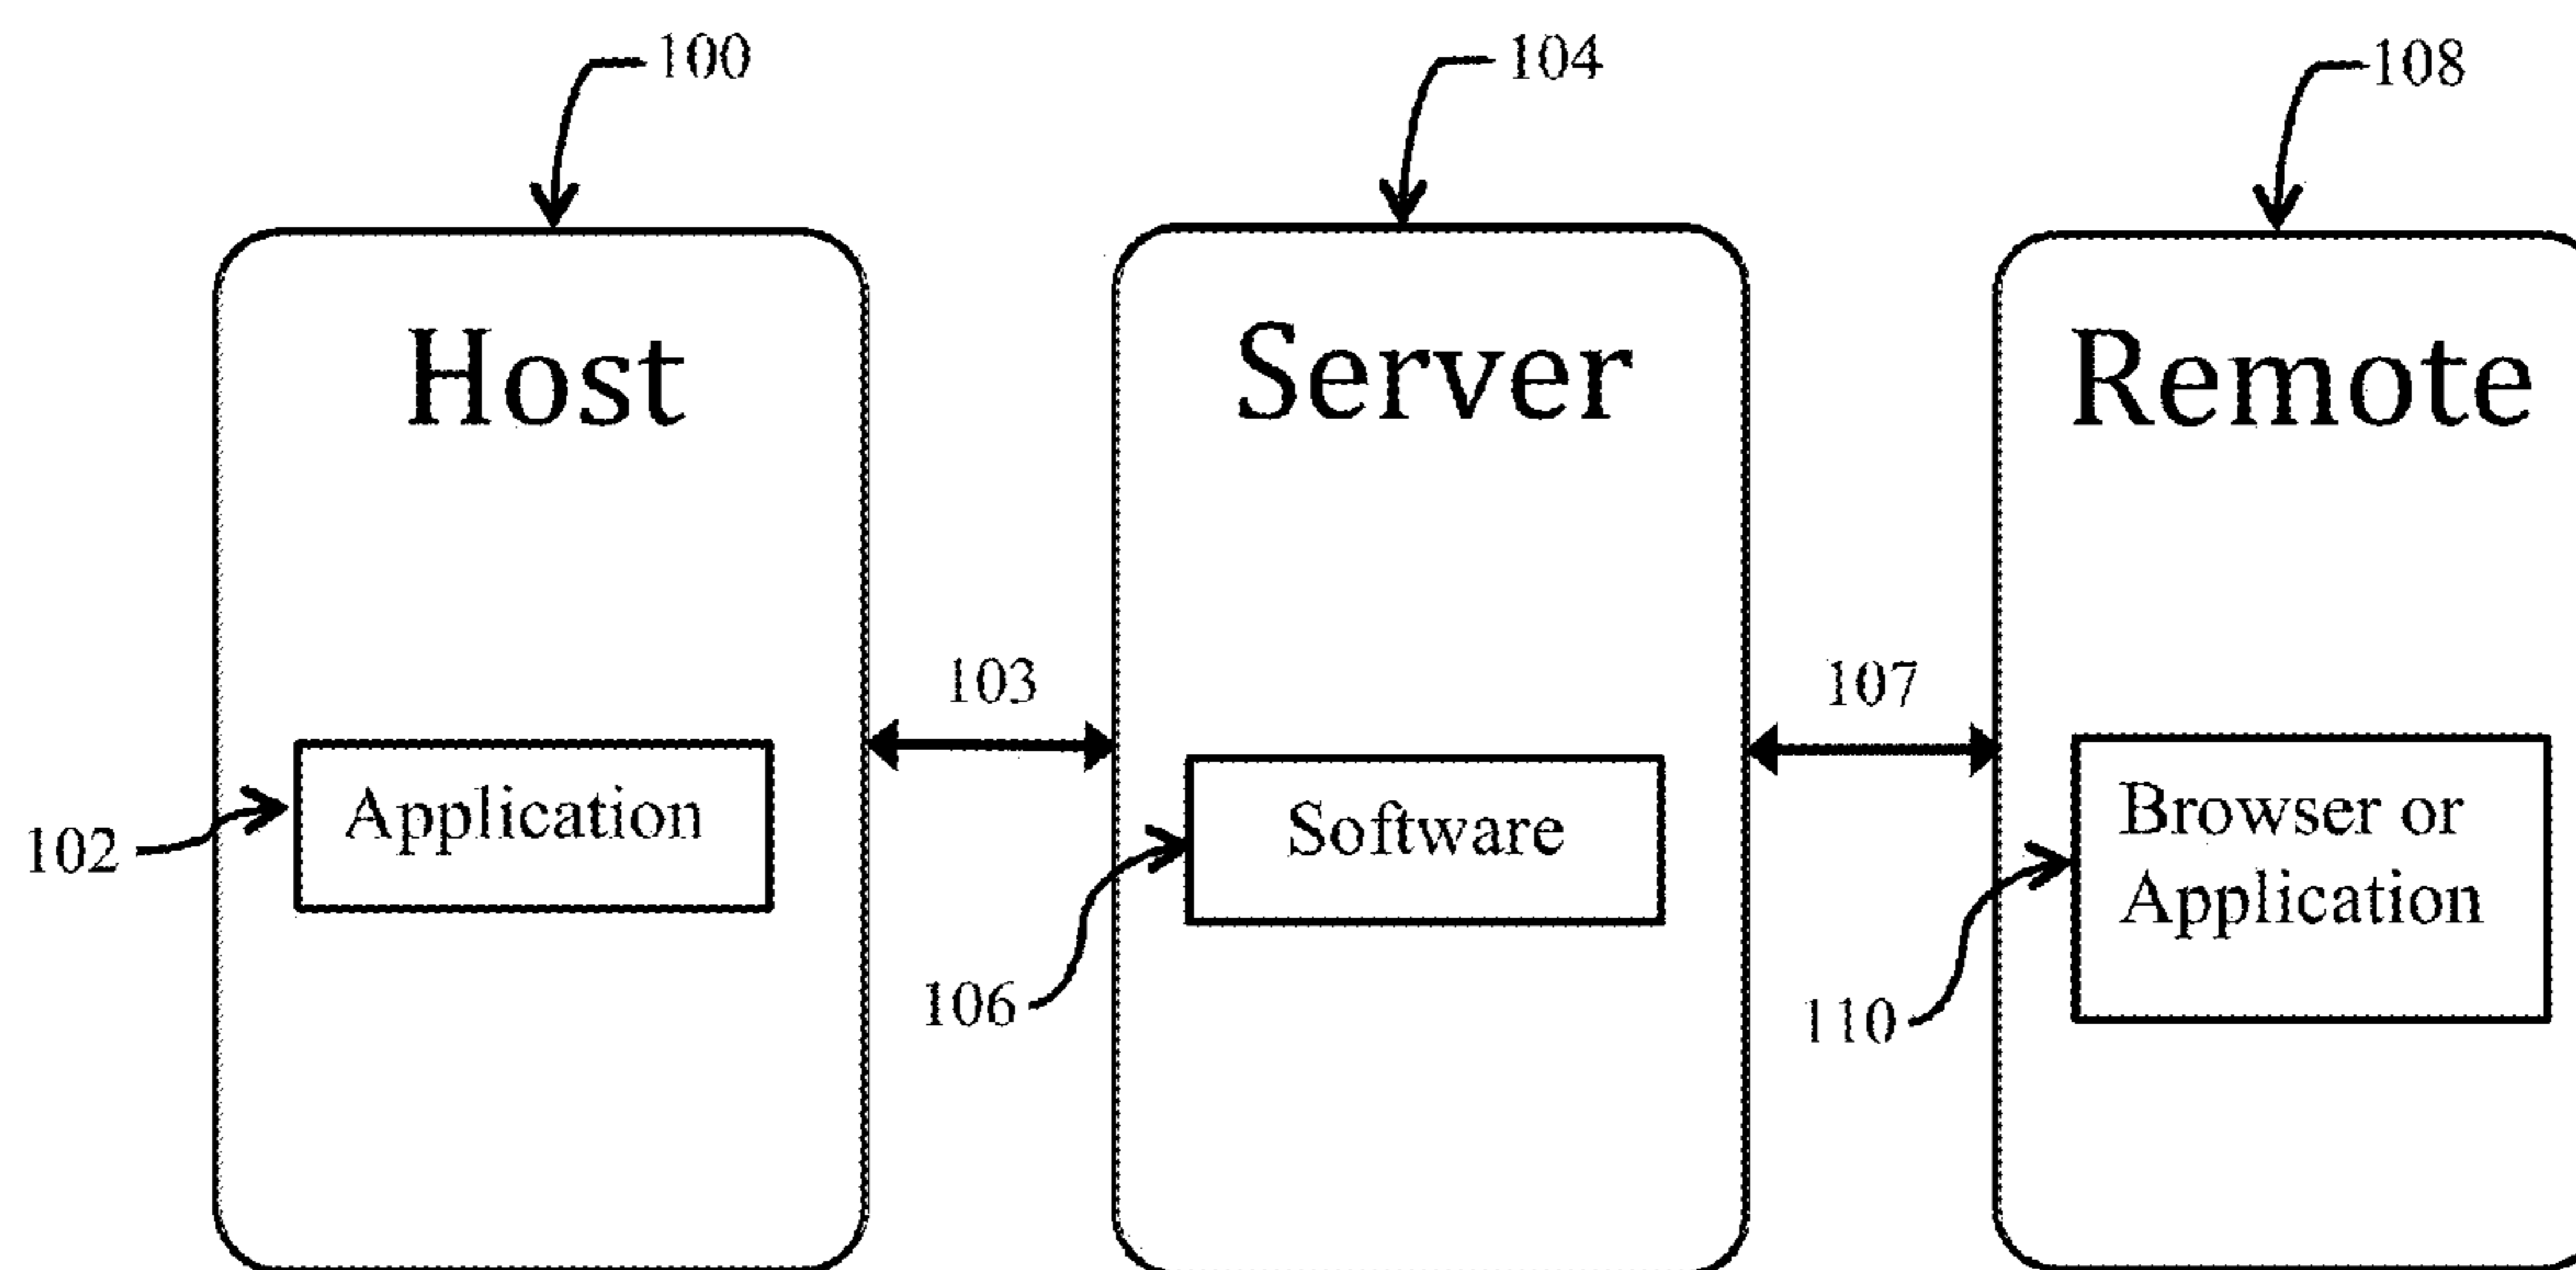 100
104
108
Host
Server
Remote
103
107
102
Application
Software
Browser or
Application
106
110